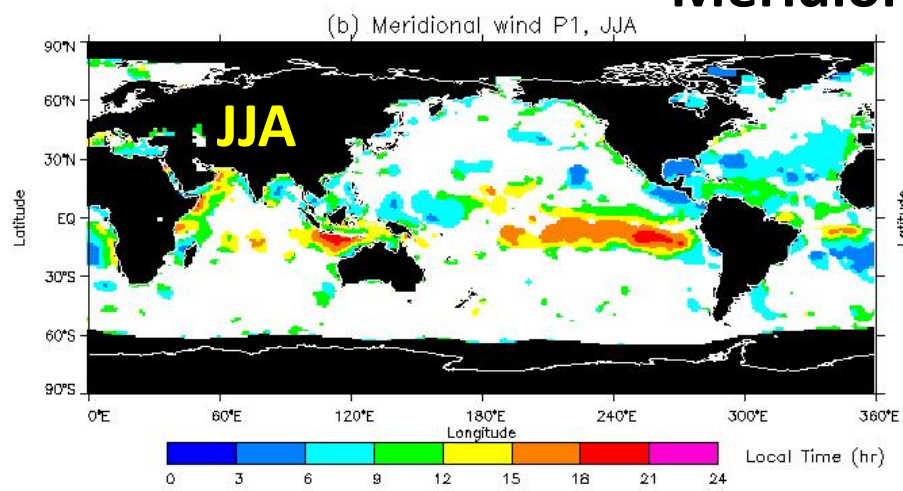 (b) Meridional wind P1, JJA
90°N
60°N
30°N
EQ
30°S
60°S
90°S
Latitude
JJA
0°E 60°E 120°E 180°E 240°E 300°E 360°E
Longitude
0 3 6 9 12 15 18 21 24
Local Time (hr)